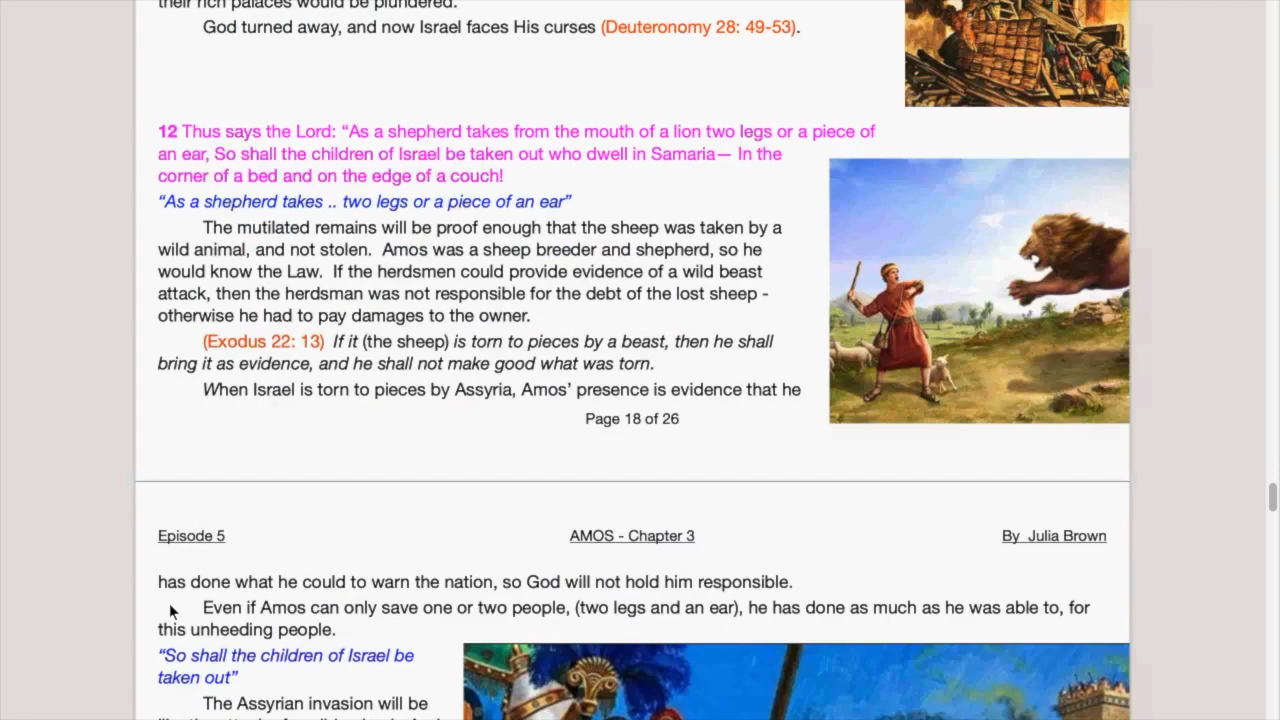 their rich palaces would be plundered.
God turned away, and now Israel faces His curses (Deuteronomy 28: 49-53).
12 Thus says the Lord: “As a shepherd takes from the mouth of a lion two legs or a piece of
an ear, So shall the children of Israel be taken out who dwell in Samaria— In the
corner of a bed and on the edge of a couch!
“As a shepherd takes .. two legs or a piece of an ear”
The mutilated remains will be proof enough that the sheep was taken by a
wild animal, and not stolen.  Amos was a sheep breeder and shepherd, so he
would know the Law.  If the herdsmen could provide evidence of a wild beast
attack, then the herdsman was not responsible for the debt of the lost sheep -
otherwise he had to pay damages to the owner.
(Exodus 22: 13)  If it (the sheep) is torn to pieces by a beast, then he shall
bring it as evidence, and he shall not make good what was torn.
When Israel is torn to pieces by Assyria, Amos’ presence is evidence that he
Page 18 of 26
Episode 5 AMOS - Chapter 3 By  Julia Brown
has done what he could to warn the nation, so God will not hold him responsible.
Even if Amos can only save one or two people, (two legs and an ear), he has done as much as he was able to, for
this unheeding people.
“So shall the children of Israel be
taken out”
The Assyrian invasion will be